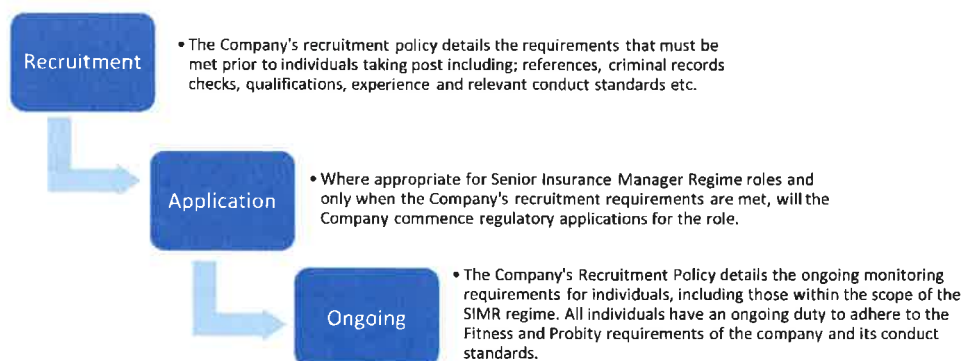 Recruitment
• The Company's recruitment policy details the requirements that must be
met prior to individuals taking post including; references, criminal records
checks, qualifications, experience and relevant conduct standards etc.
Application
• Where appropriate for Senior Insurance Manager Regime roles and
only when the Company's recruitment requirements are met, will the
Company commence regulatory applications for the role.
Ongoing
• The Company's Recruitment Policy details the ongoing monitoring
requirements for individuals, including those within the scope of the
SIMR regime. All individuals have an ongoing duty to adhere to the
Fitness and Probity requirements of the company and its conduct
standards.